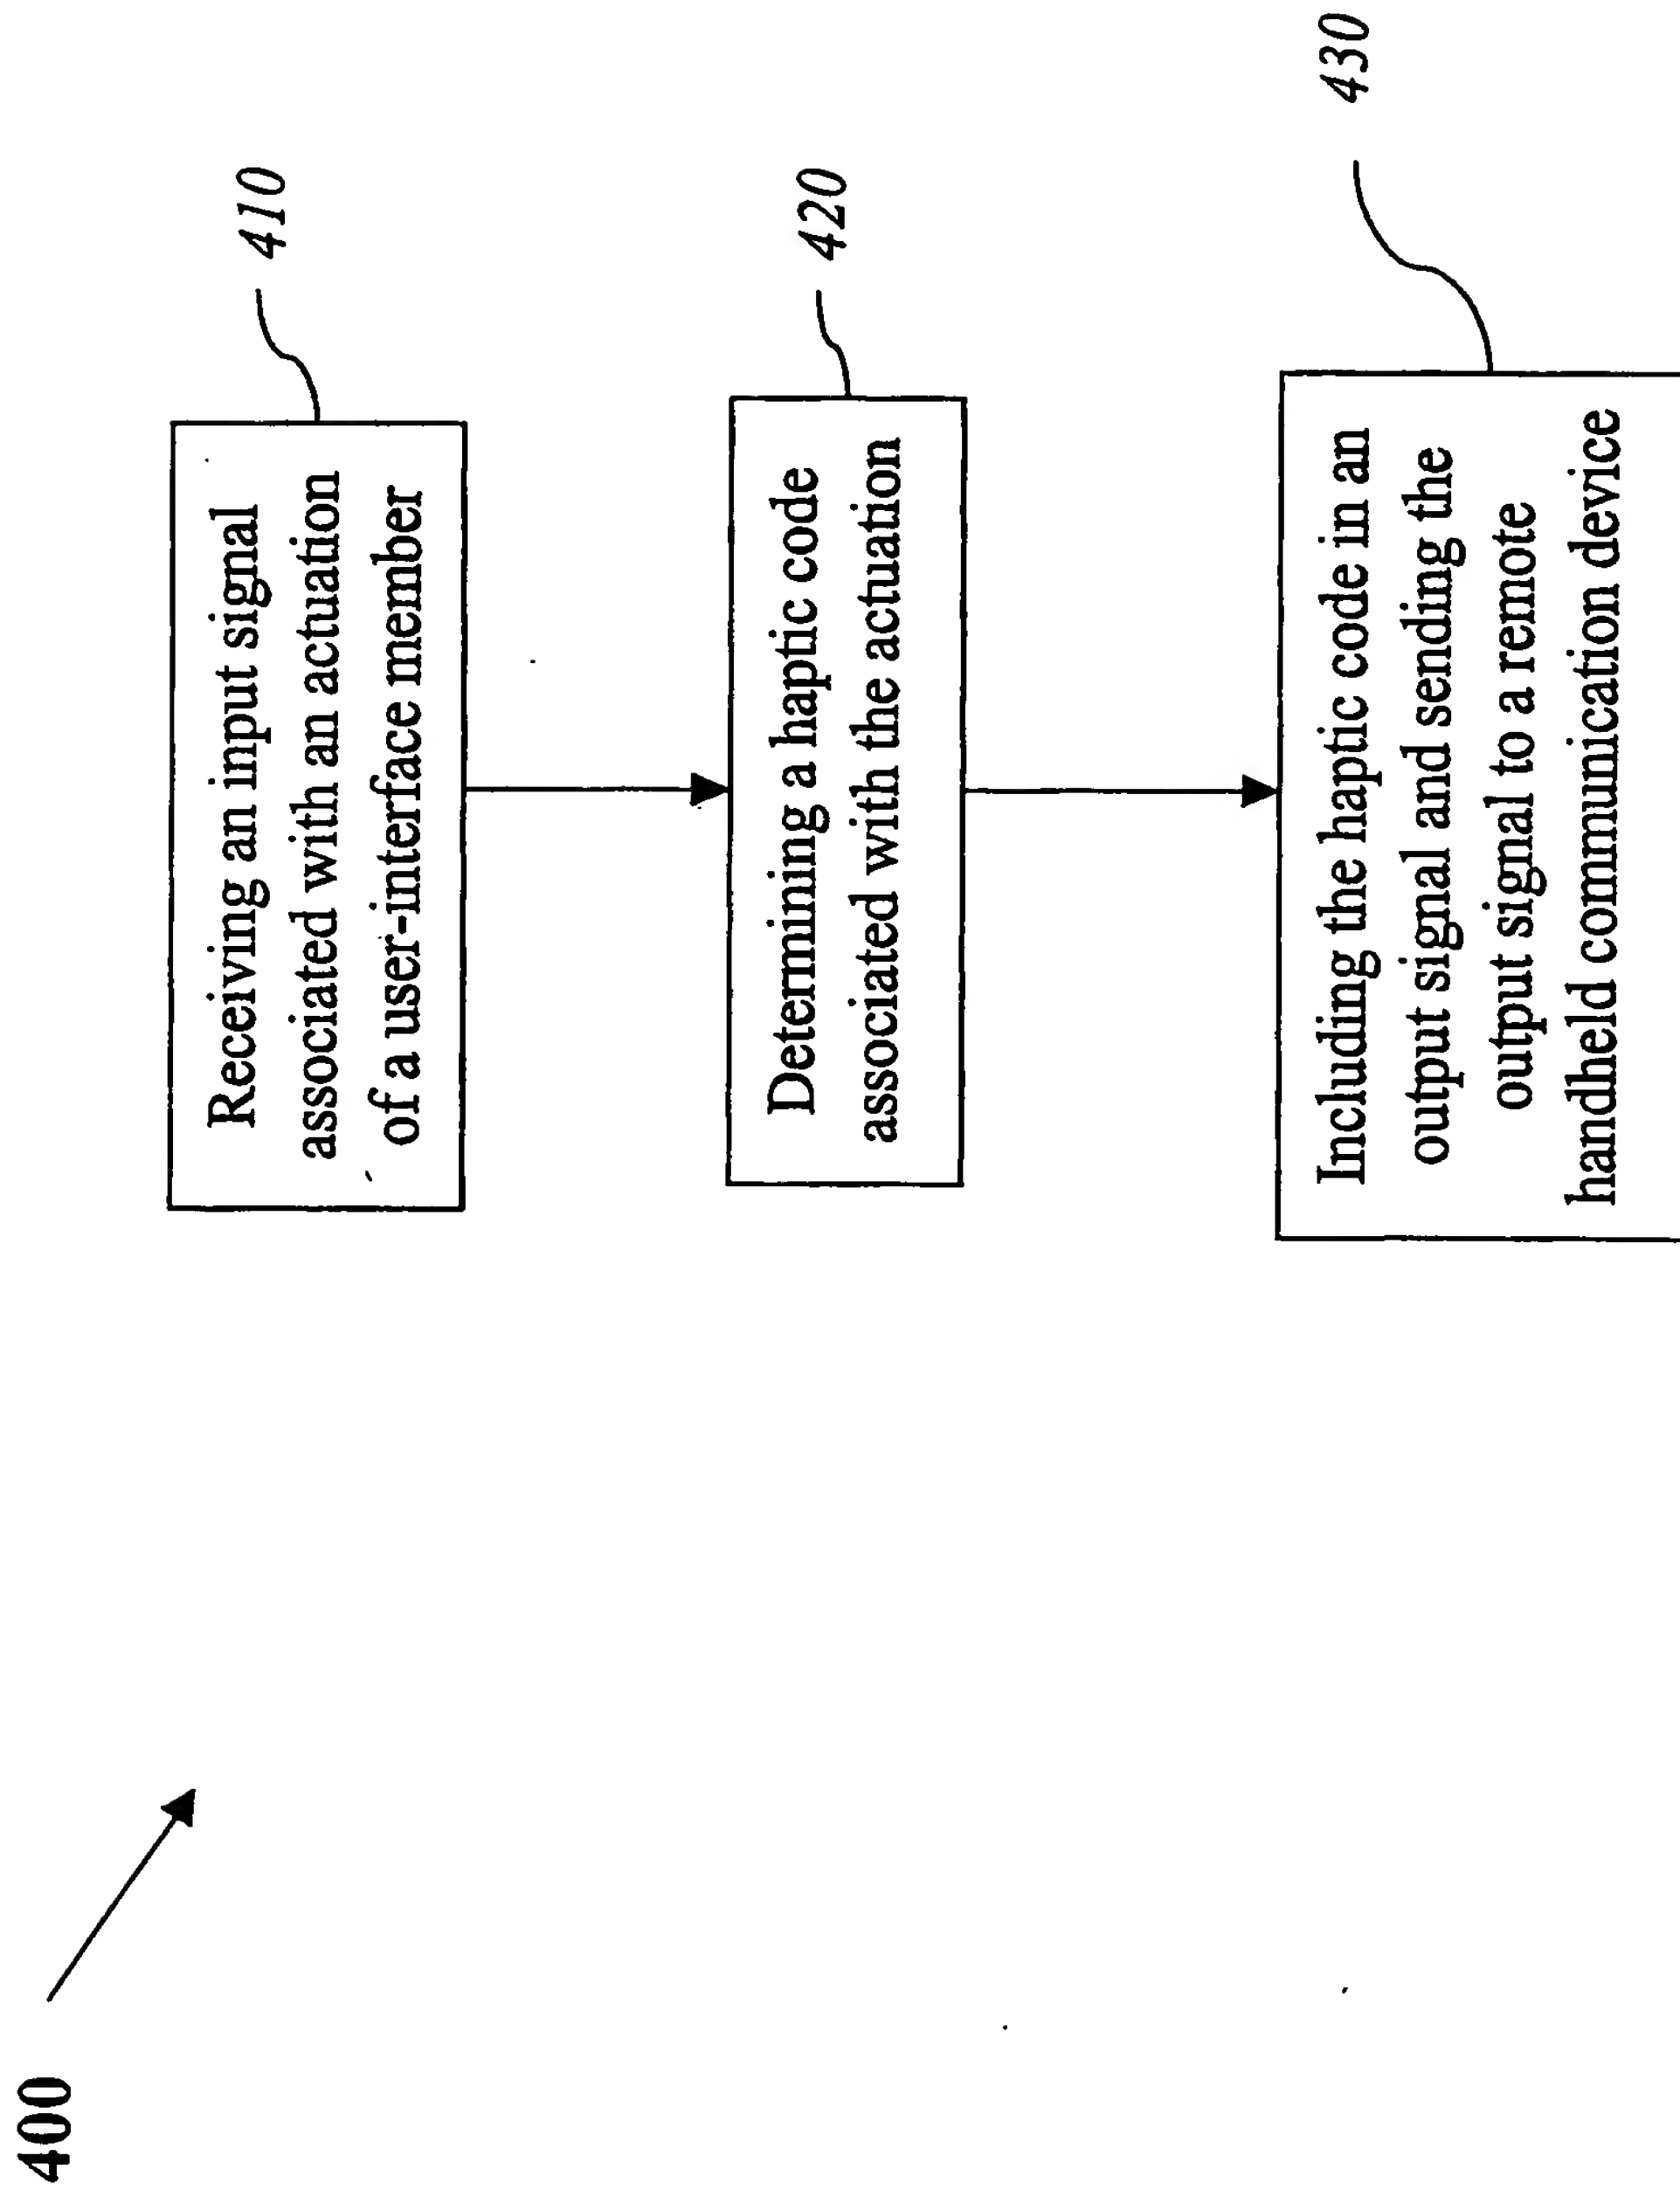 400
Receiving an input signal
associated with an actuation
of a user-interface member
410
Determining a haptic code
associated with the actuation
420
Including the haptic code in an
output signal and sending the
output signal to a remote
handheld communication device
430